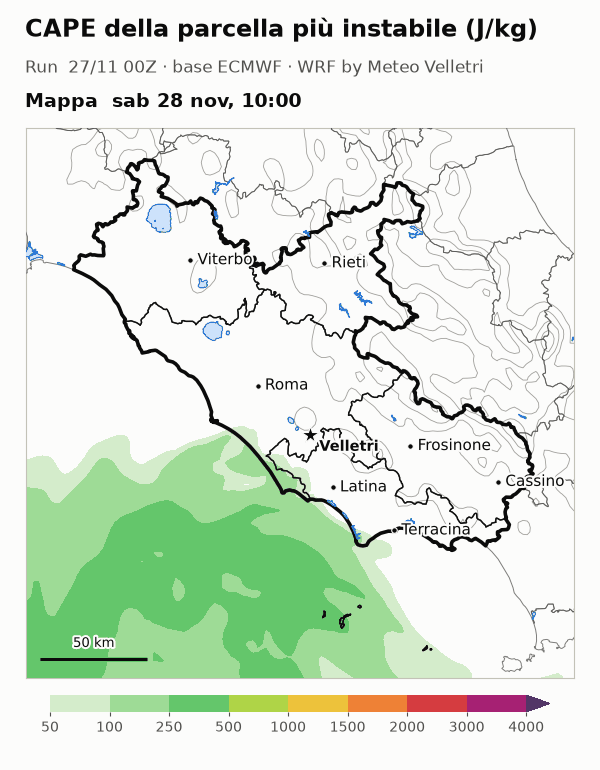 CAPE della parcella più instabile (J/kg)
Run  27/11 00Z · base ECMWF · WRF by Meteo Velletri
Mappa  sab 28 nov, 10:00
Viterbo
Rieti
Roma
Velletri
Frosinone
Cassino
Latina
Terracina
50 km
50 100 250 500 1000 1500 2000 3000 4000